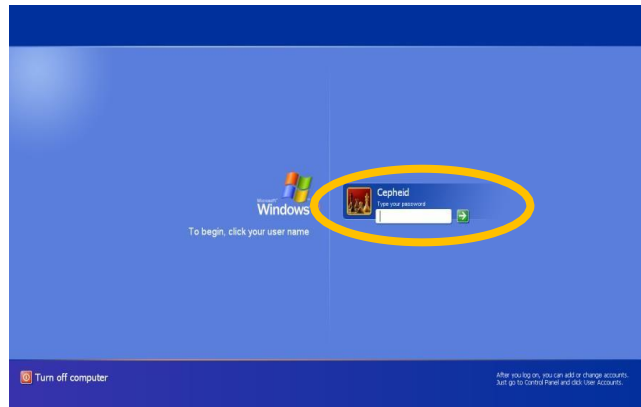 Cepheid
Type your password
Microsoft
Windows
To begin, click your user name
Turn off computer
After you log on, you can add or change accounts.
Just go to Control Panel and click User Accounts.